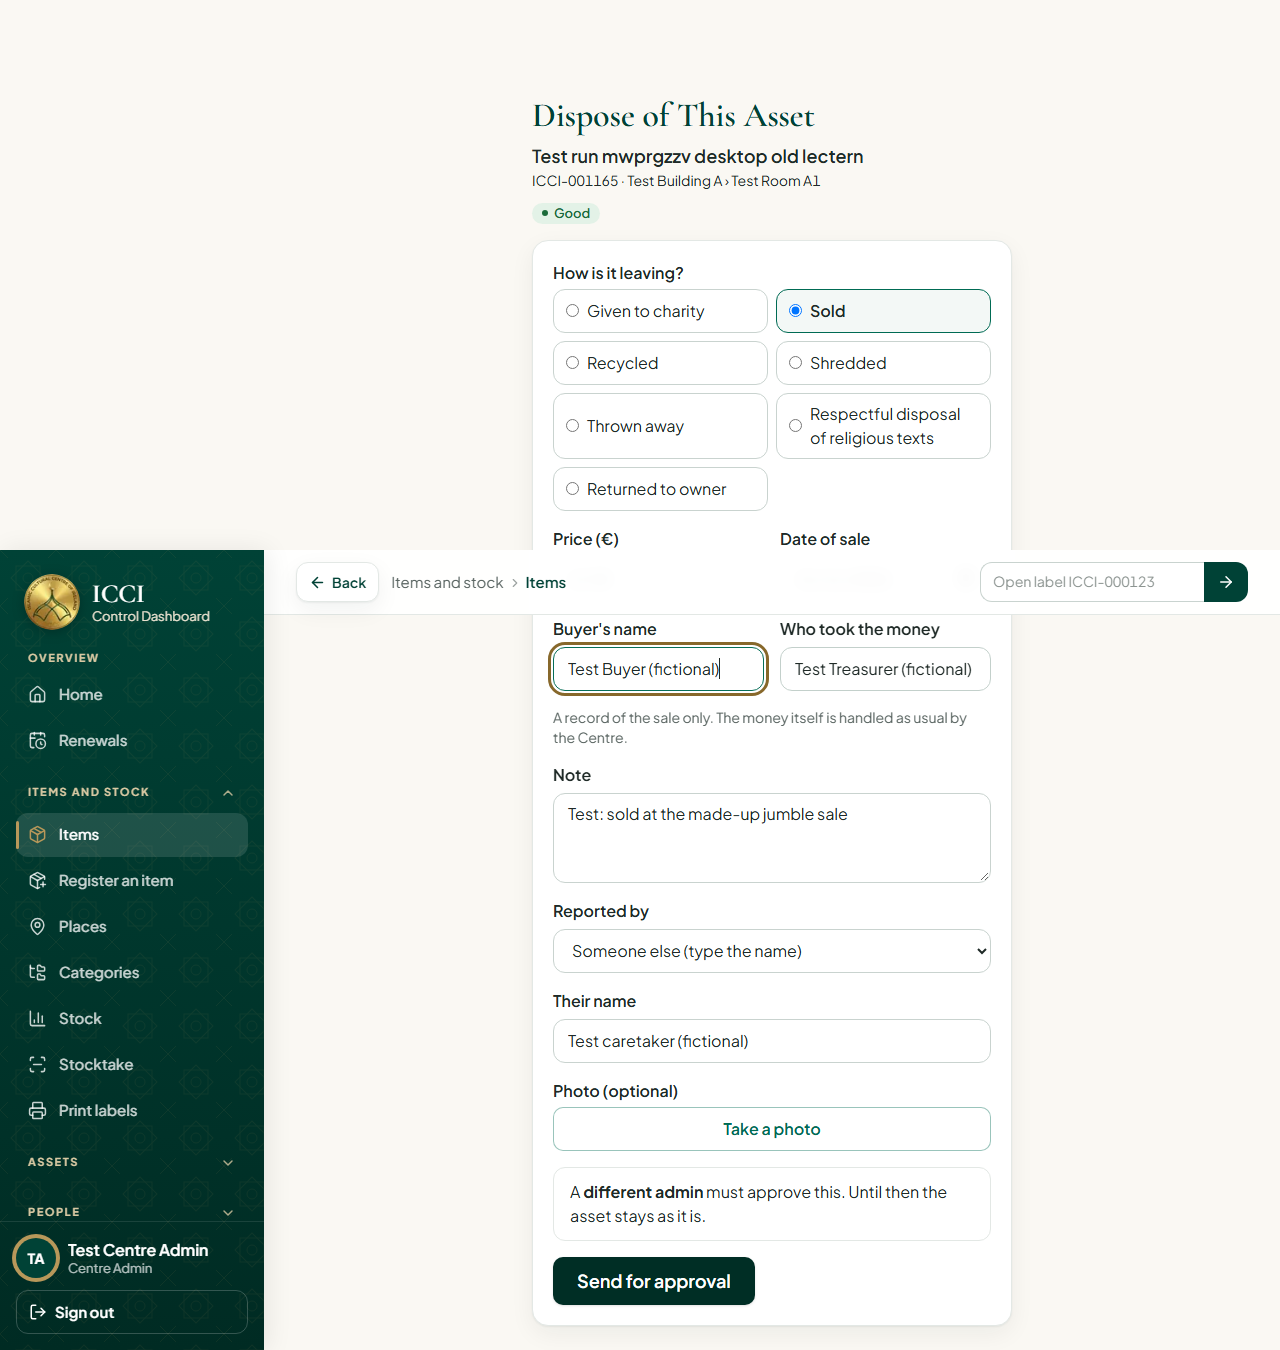 Dispose of This Asset
Test run mwprgzzv desktop old lectern
ICCI-001165 · Test Building A › Test Room A1
Good
How is it leaving?
Given to charity
Sold
Recycled
Shredded
Thrown away
Respectful disposal
of religious texts
Returned to owner
Price (€)
Date of sale
ICCI
Control Dashboard
OVERVIEW
Home
Renewals
ITEMS AND STOCK
Items
Register an item
Places
Categories
Stock
Stocktake
Print labels
ASSETS
PEOPLE
TA
Test Centre Admin
Centre Admin
Sign out
Back
Items and stock › Items
Open label ICCI-000123
Buyer's name
Who took the money
Test Buyer (fictional)
Test Treasurer (fictional)
A record of the sale only. The money itself is handled as usual by
the Centre.
Note
Test: sold at the made-up jumble sale
Reported by
Someone else (type the name)
Their name
Test caretaker (fictional)
Photo (optional)
Take a photo
A different admin must approve this. Until then the
asset stays as it is.
Send for approval